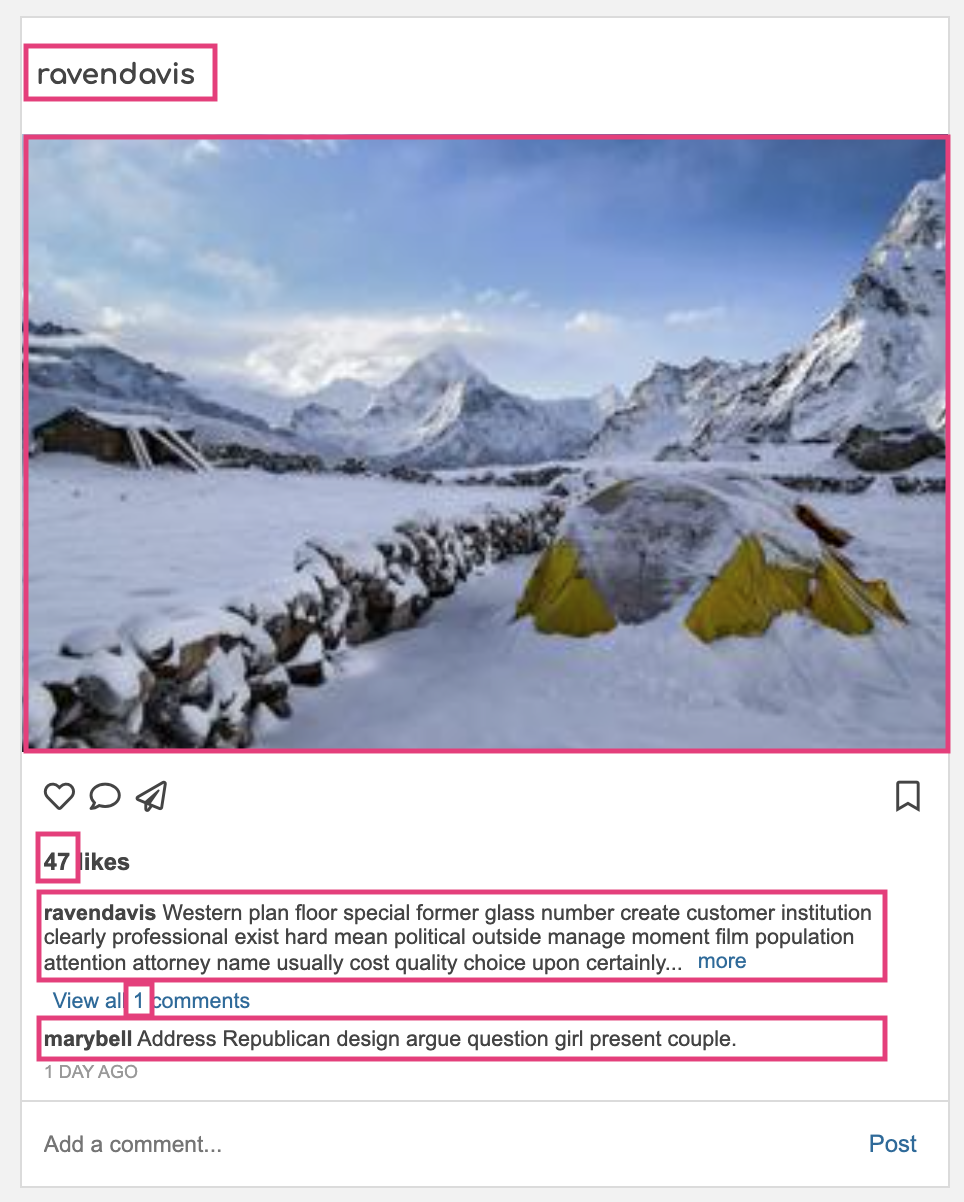 ravendavis
47 likes
ravendavis Western plan floor special former glass number create customer institution
clearly professional exist hard mean political outside manage moment film population
attention attorney name usually cost quality choice upon certainly... more
View all 1 comments
marybell Address Republican design argue question girl present couple.
1 DAY AGO
Add a comment... Post